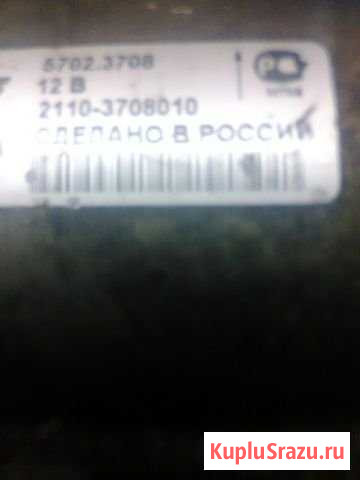 5702.3708
12 В
2110-3708010
СДЕЛАНО В РОССИИ
KupluSrazu.ru